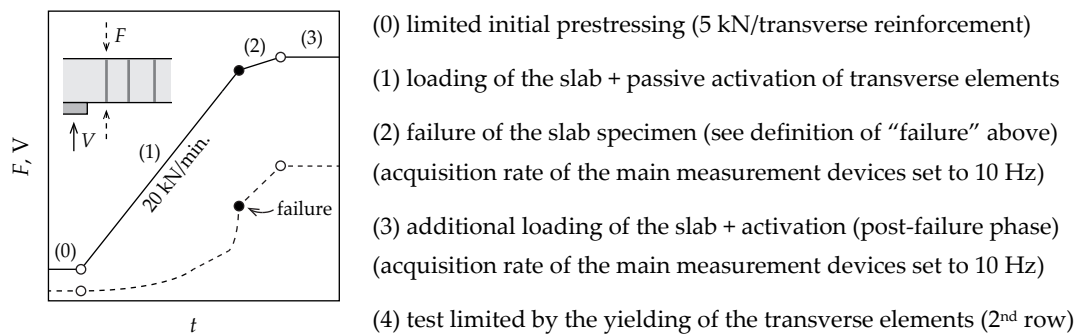 F, V
F
V
(0)
(1)
20 kN/min.
(2)
(3)
failure
t
(0) limited initial prestressing (5 kN/transverse reinforcement)
(1) loading of the slab + passive activation of transverse elements
(2) failure of the slab specimen (see definition of “failure” above)
(acquisition rate of the main measurement devices set to 10 Hz)
(3) additional loading of the slab + activation (post-failure phase)
(acquisition rate of the main measurement devices set to 10 Hz)
(4) test limited by the yielding of the transverse elements (2nd row)